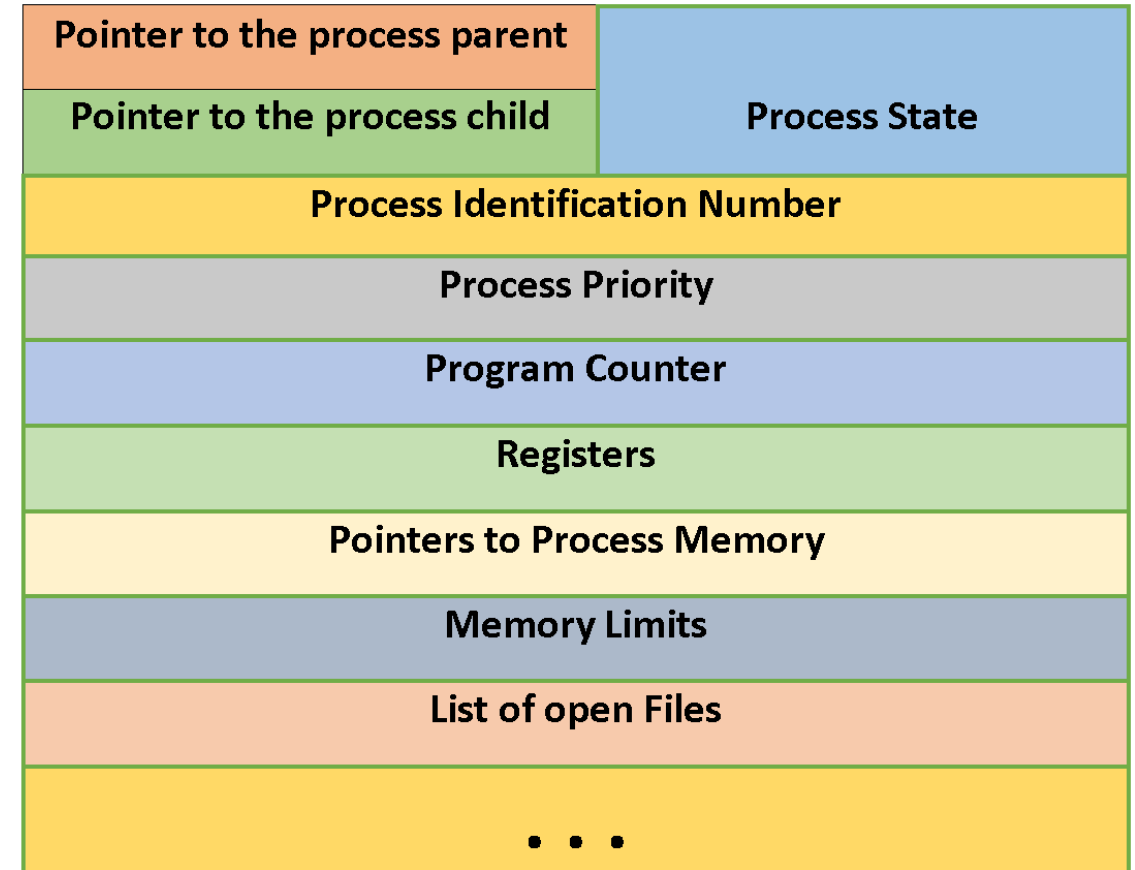 Pointer to the process parent
Pointer to the process child
Process State
Process Identification Number
Process Priority
Program Counter
Registers
Pointers to Process Memory
Memory Limits
List of open Files
. . .